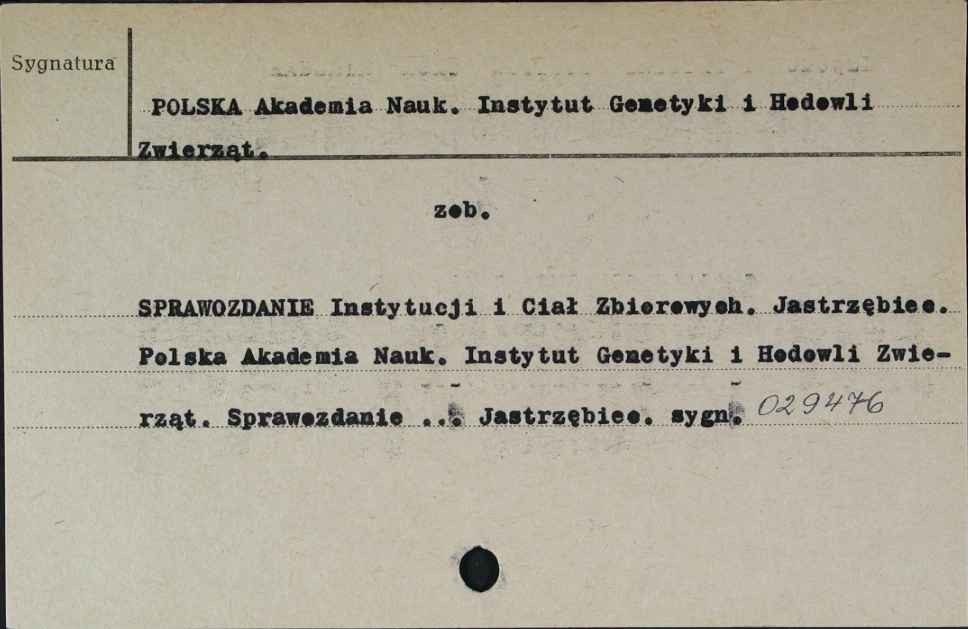 Sygnatura
POLSKA Akademia Nauk. Instytut Genetyki i Hodowli
Zwierząt.
zob.
SPRAWOZDANIE Instytucji i Ciał Zbiorowych. Jastrzębiec.
Polska Akademia Nauk. Instytut Genetyki i Hodowli Zwie-
rząt. Sprawozdanie ... Jastrzębiec. sygn. 029476